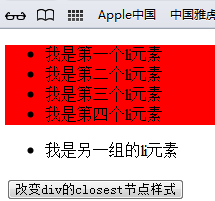 Apple中国 中国雅虎
我是第一个li元素
我是第二个li元素
我是第三个li元素
我是第四个li元素
我是另一组的li元素
改变div的closest节点样式